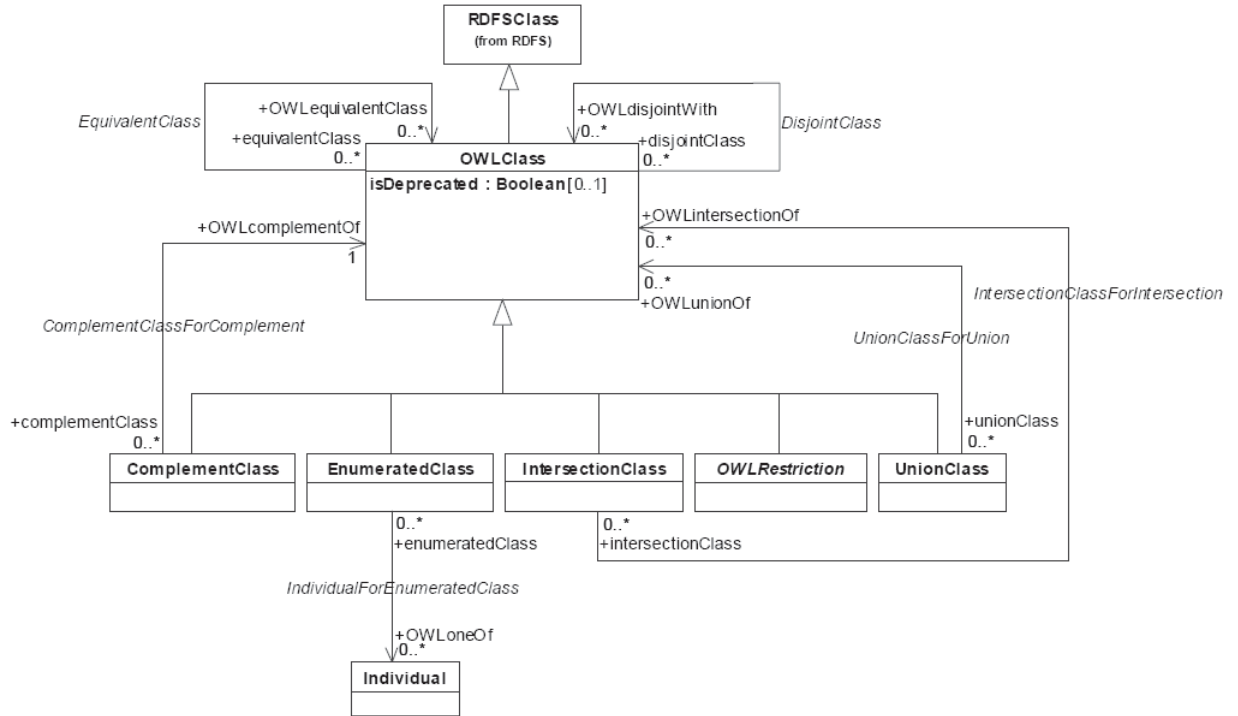 RDFSClass
(from RDFS)
EquivalentClass
+OWLequivalentClass
0..*
+equivalentClass
0..*
+OWLdisjointWith
0..*
+disjointClass
0..*
DisjointClass
OWLClass
isDeprecated : Boolean[0..1]
+OWLcomplementOf
1
+OWLintersectionOf
0..*
0..*
+OWLunionOf
IntersectionClassForIntersection
ComplementClassForComplement
UnionClassForUnion
+complementClass
0..*
+unionClass
0..*
ComplementClass
EnumeratedClass
IntersectionClass
OWLRestriction
UnionClass
0..*
+enumeratedClass
0..*
+intersectionClass
IndividualForEnumeratedClass
+OWLoneOf
0..*
Individual